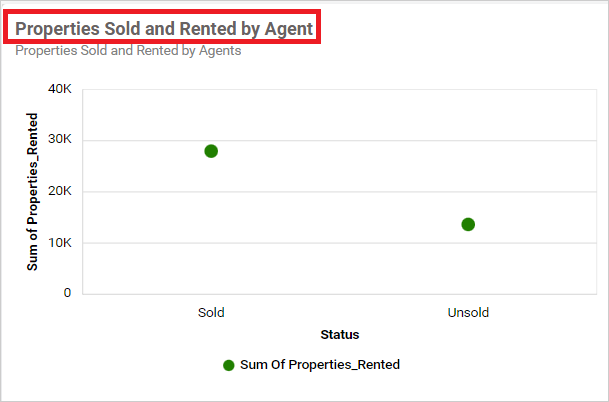 Properties Sold and Rented by Agent
Properties Sold and Rented by Agents
40K
30K
20K
10K
0
Sum of Properties_Rented
Sold
Unsold
Status
Sum Of Properties_Rented